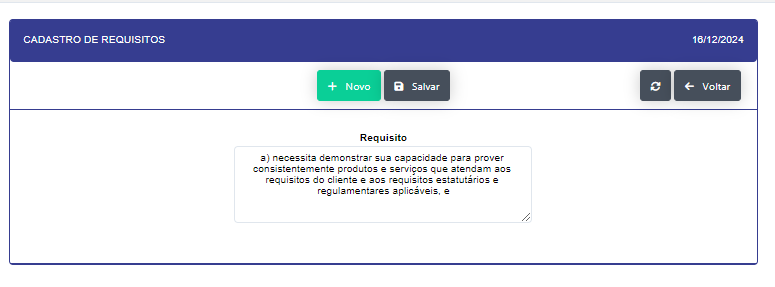 CADASTRO DE REQUISITOS 16/12/2024
Novo Salvar Voltar
Requisito
a) necessita demonstrar sua capacidade para prover
consistentemente produtos e serviços que atendam aos
requisitos do cliente e aos requisitos estatutários e
regulamentares aplicáveis, e